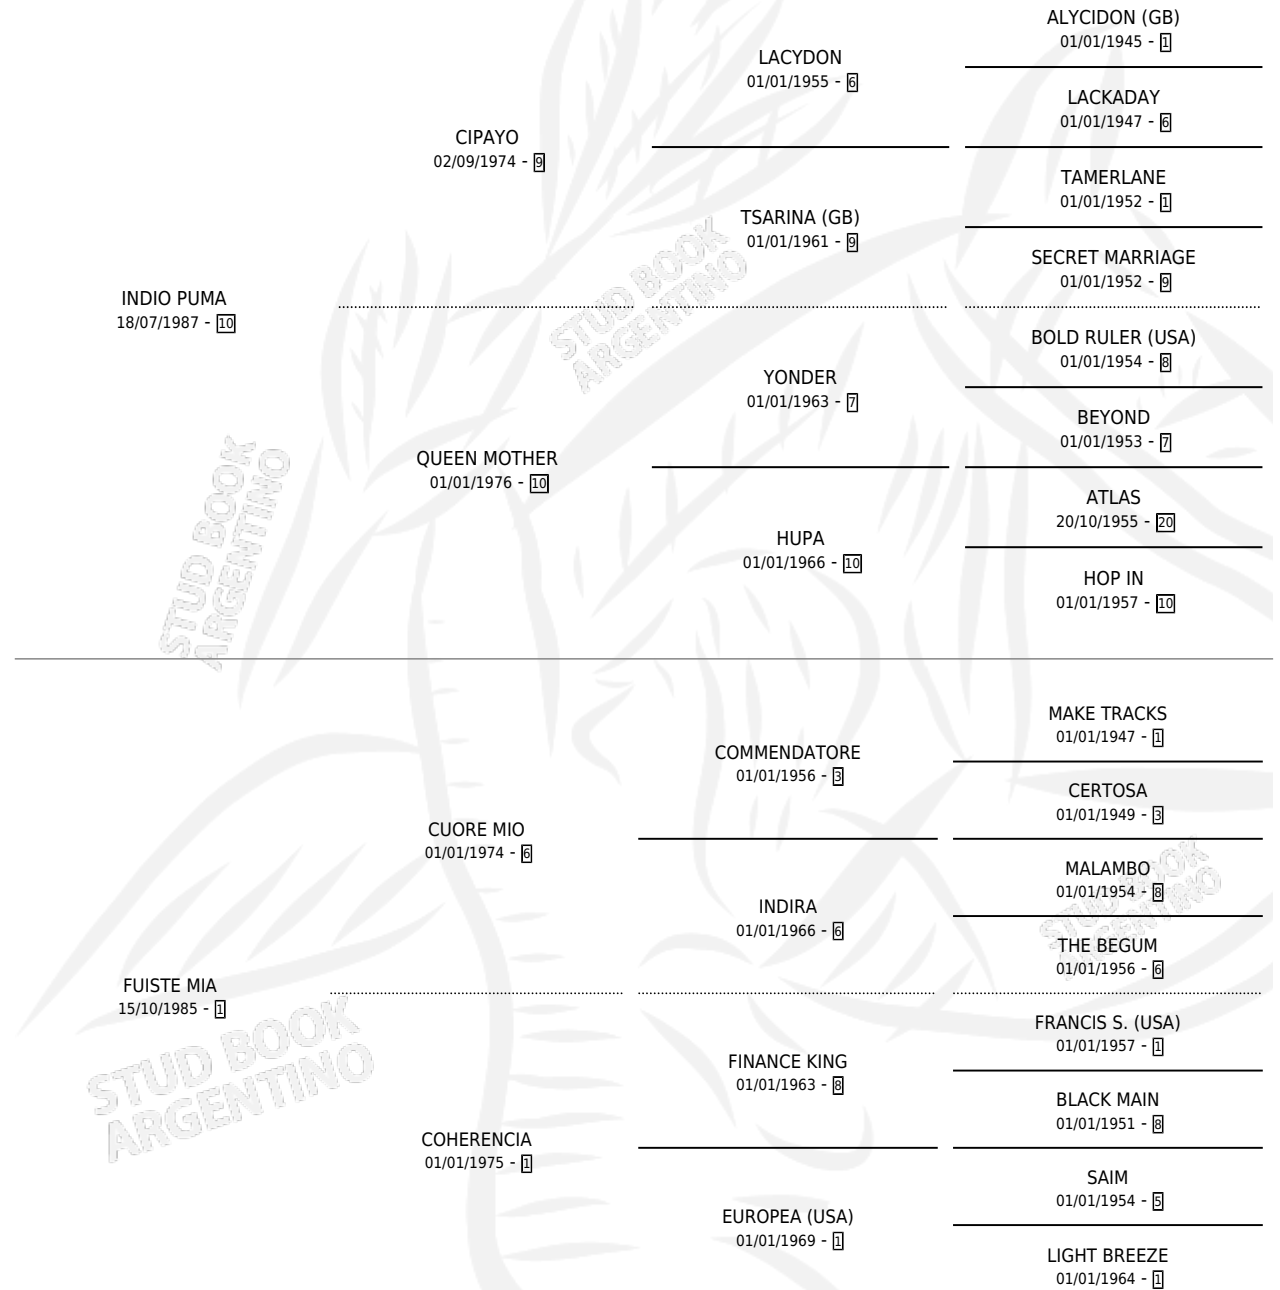 ALYCIDON (GB)
01/01/1945 - 1
LACYDON
01/01/1955 - 6
LACKADAY
01/01/1947 - 6
CIPAYO
02/09/1974 - 9
TAMERLANE
01/01/1952 - 1
TSARINA (GB)
01/01/1961 - 9
SECRET MARRIAGE
01/01/1952 - 9
INDIO PUMA
18/07/1987 - 10
STUD BOOK
ARGENTINO
BOLD RULER (USA)
01/01/1954 - 8
YONDER
01/01/1963 - 7
BEYOND
01/01/1953 - 7
QUEEN MOTHER
01/01/1976 - 10
ATLAS
20/10/1955 - 20
HUPA
01/01/1966 - 10
HOP IN
01/01/1957 - 10
STUD BOOK
ARGENTINO
MAKE TRACKS
01/01/1947 - 1
COMMENDATORE
01/01/1956 - 3
CERTOSA
01/01/1949 - 3
CUORE MIO
01/01/1974 - 6
MALAMBO
01/01/1954 - 8
INDIRA
01/01/1966 - 6
STUD BOOK
ARGENTINO
THE BEGUM
01/01/1956 - 6
FUISTE MIA
15/10/1985 - 1
STUD BOOK
ARGENTINO
FRANCIS S. (USA)
01/01/1957 - 1
FINANCE KING
01/01/1963 - 8
BLACK MAIN
01/01/1951 - 8
COHERENCIA
01/01/1975 - 1
SAIM
01/01/1954 - 5
EUROPEA (USA)
01/01/1969 - 1
LIGHT BREEZE
01/01/1964 - 1